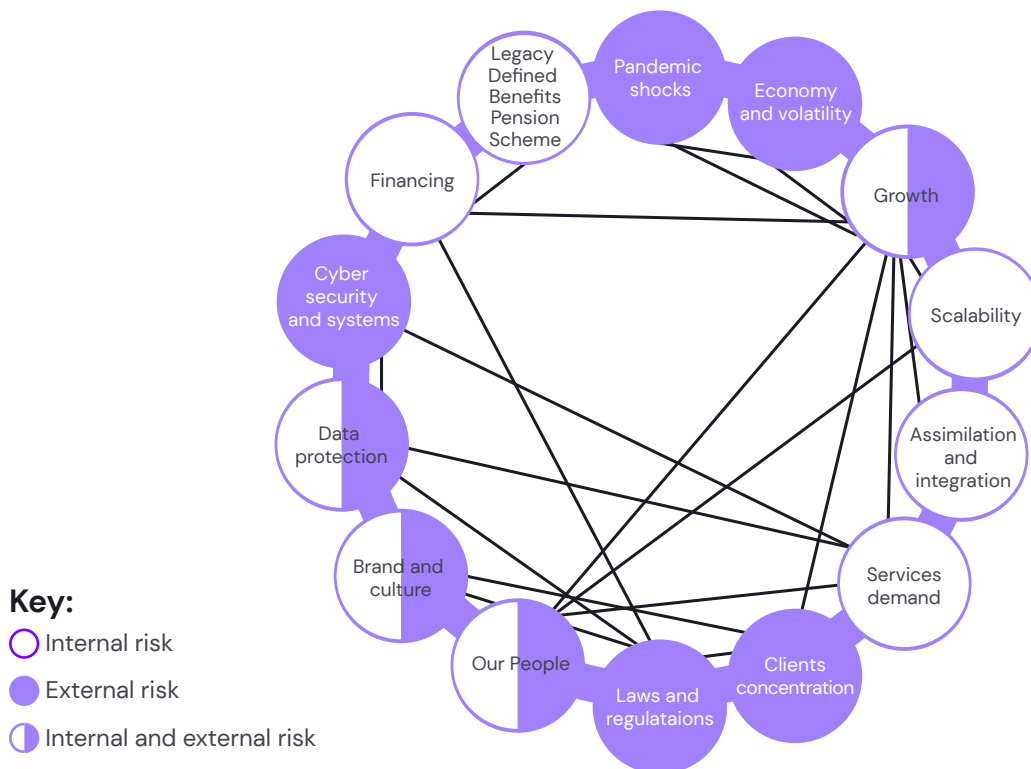 Legacy
Defined
Benefits
Pension
Scheme
Pandemic
shocks
Economy
and volatility
Growth
Scalability
Assimilation
and
integration
Services
demand
Clients
concentration
Laws and
regulataions
Our People
Brand and
culture
Data
protection
Cyber
security
and systems
Financing
Key:
Internal risk
External risk
Internal and external risk